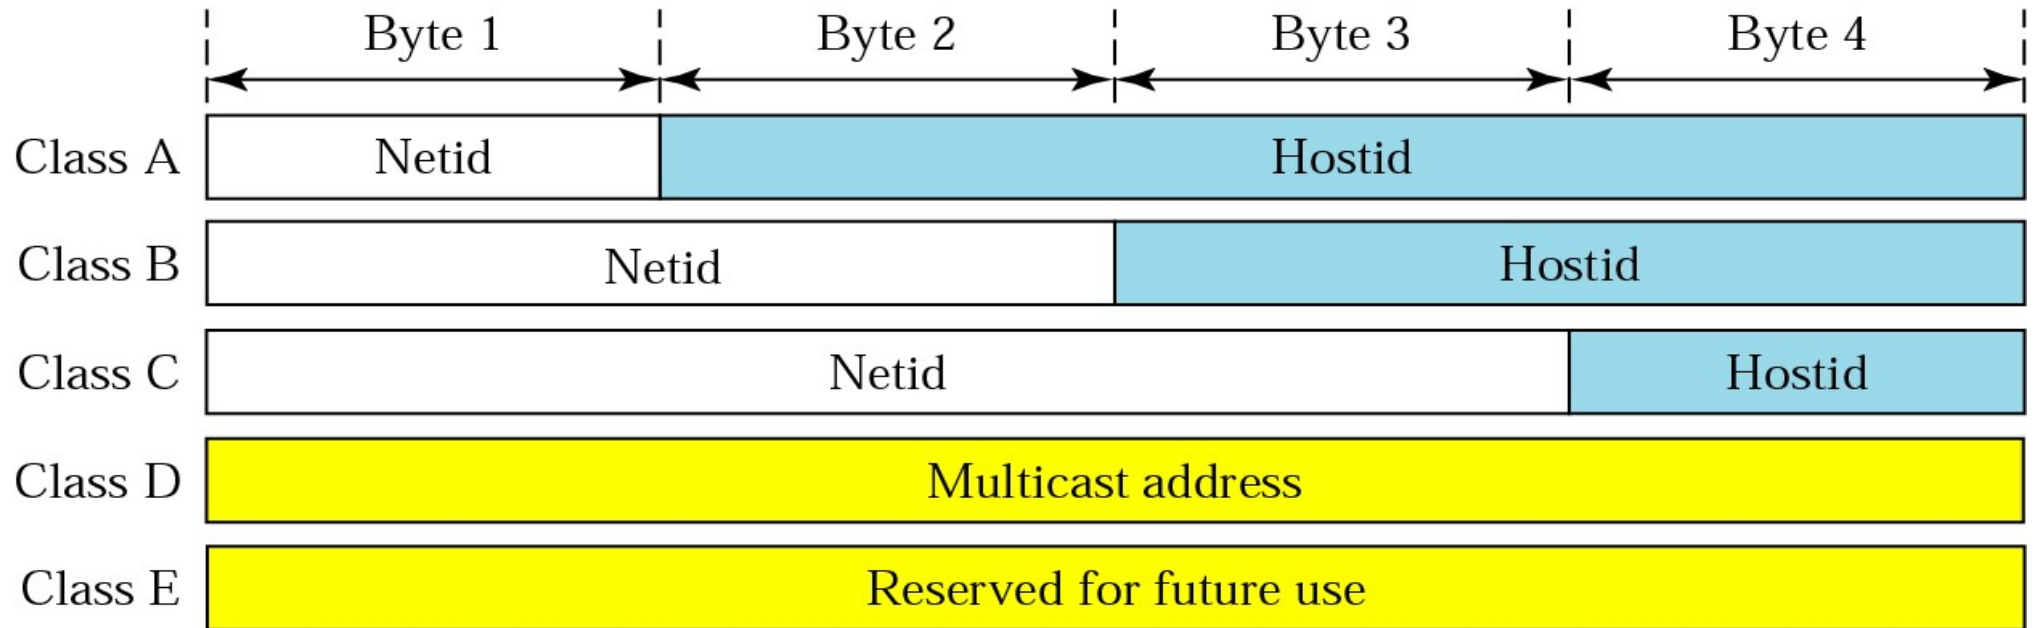 Byte 1 Byte 2 Byte 3 Byte 4
Class A Netid Hostid
Class B Netid Hostid
Class C Netid Hostid
Class D Multicast address
Class E Reserved for future use